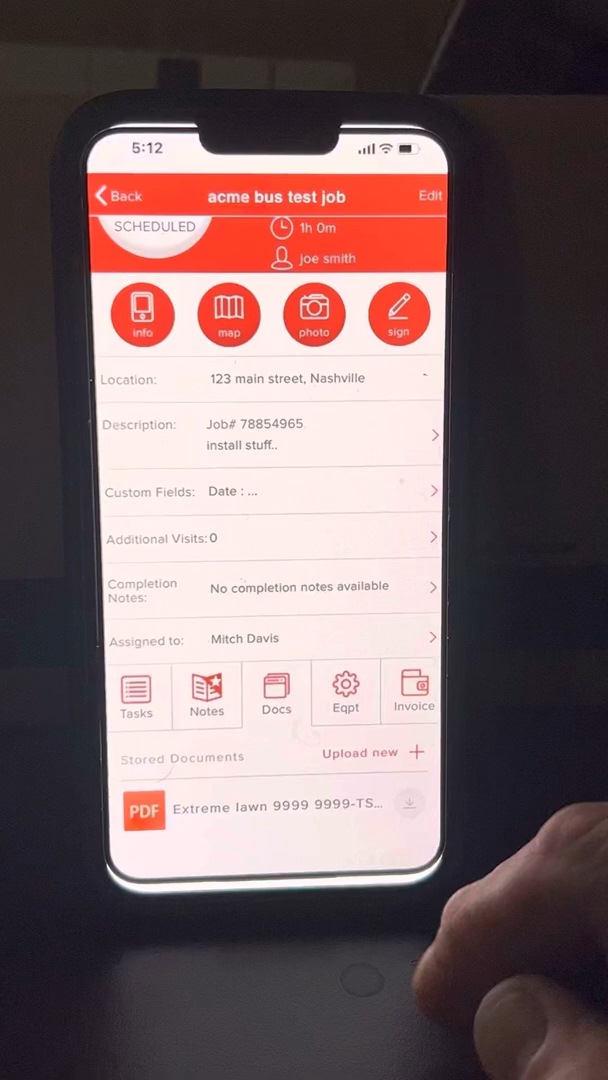 5:12
Back acme bus test job Edit
SCHEDULED
1h 0m
joe smith
info map photo sign
Location: 123 main street, Nashville
Description: Job# 78854965
install stuff..
Custom Fields: Date : ...
Additional Visits: 0
Completion Notes: No completion notes available
Assigned to: Mitch Davis
Tasks Notes Docs Eqpt Invoice
Stored Documents Upload new +
PDF Extreme lawn 9999 9999-TS...